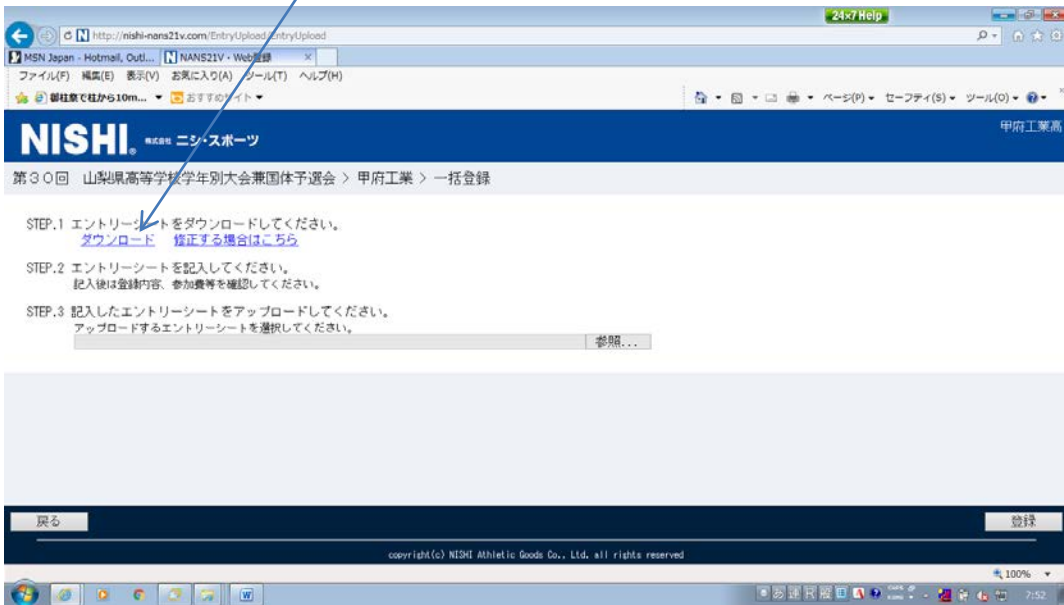 24x7 Help
http://nishi-nans21v.com/EntryUpload/EntryUpload
MSN Japan - Hotmail, Outl... NANS21V - Web登録
ファイル(F) 編集(E) 表示(V) お気に入り(A) ツール(T) ヘルプ(H)
御柱祭で柱から10m... おすすめサイト ページ(P) セーフティ(S) ツール(O)
甲府工業高
NISHI® 株式会社 ニシ・スポーツ
第30回 山梨県高等学校学年別大会兼国体予選会 > 甲府工業 > 一括登録
STEP.1 エントリーシートをダウンロードしてください。
ダウンロード 修正する場合はこちら
STEP.2 エントリーシートを記入してください。
記入後は登録内容、参加費等を確認してください。
STEP.3 記入したエントリーシートをアップロードしてください。
アップロードするエントリーシートを選択してください。
参照...
戻る 登録
copyright(c) NISHI Athletic Goods Co., Ltd. all rights reserved
100%
7:52